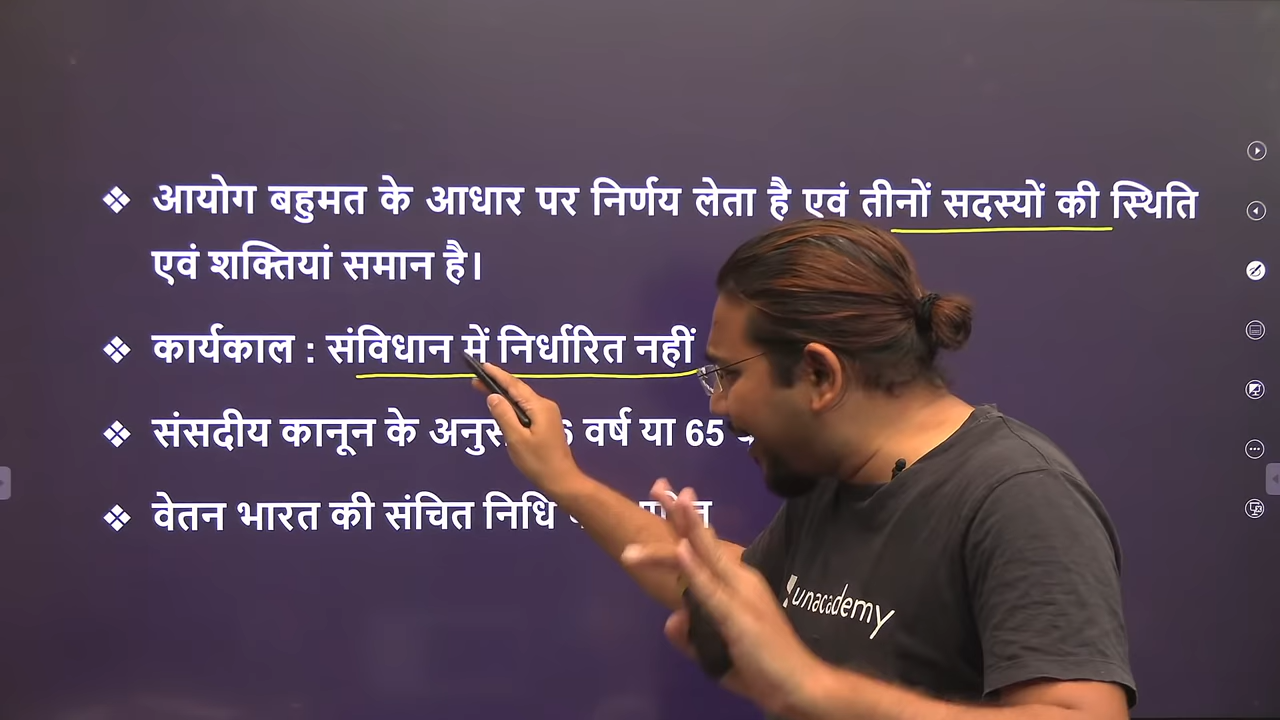 आयोग बहुमत के आधार पर निर्णय लेता है एवं तीनों सदस्यों की स्थिति
एवं शक्तियां समान है।
कार्यकाल : संविधान में निर्धारित नहीं
संसदीय कानून के 6 वर्ष या 65
वेतन भारत की संचित निधि
unacademy